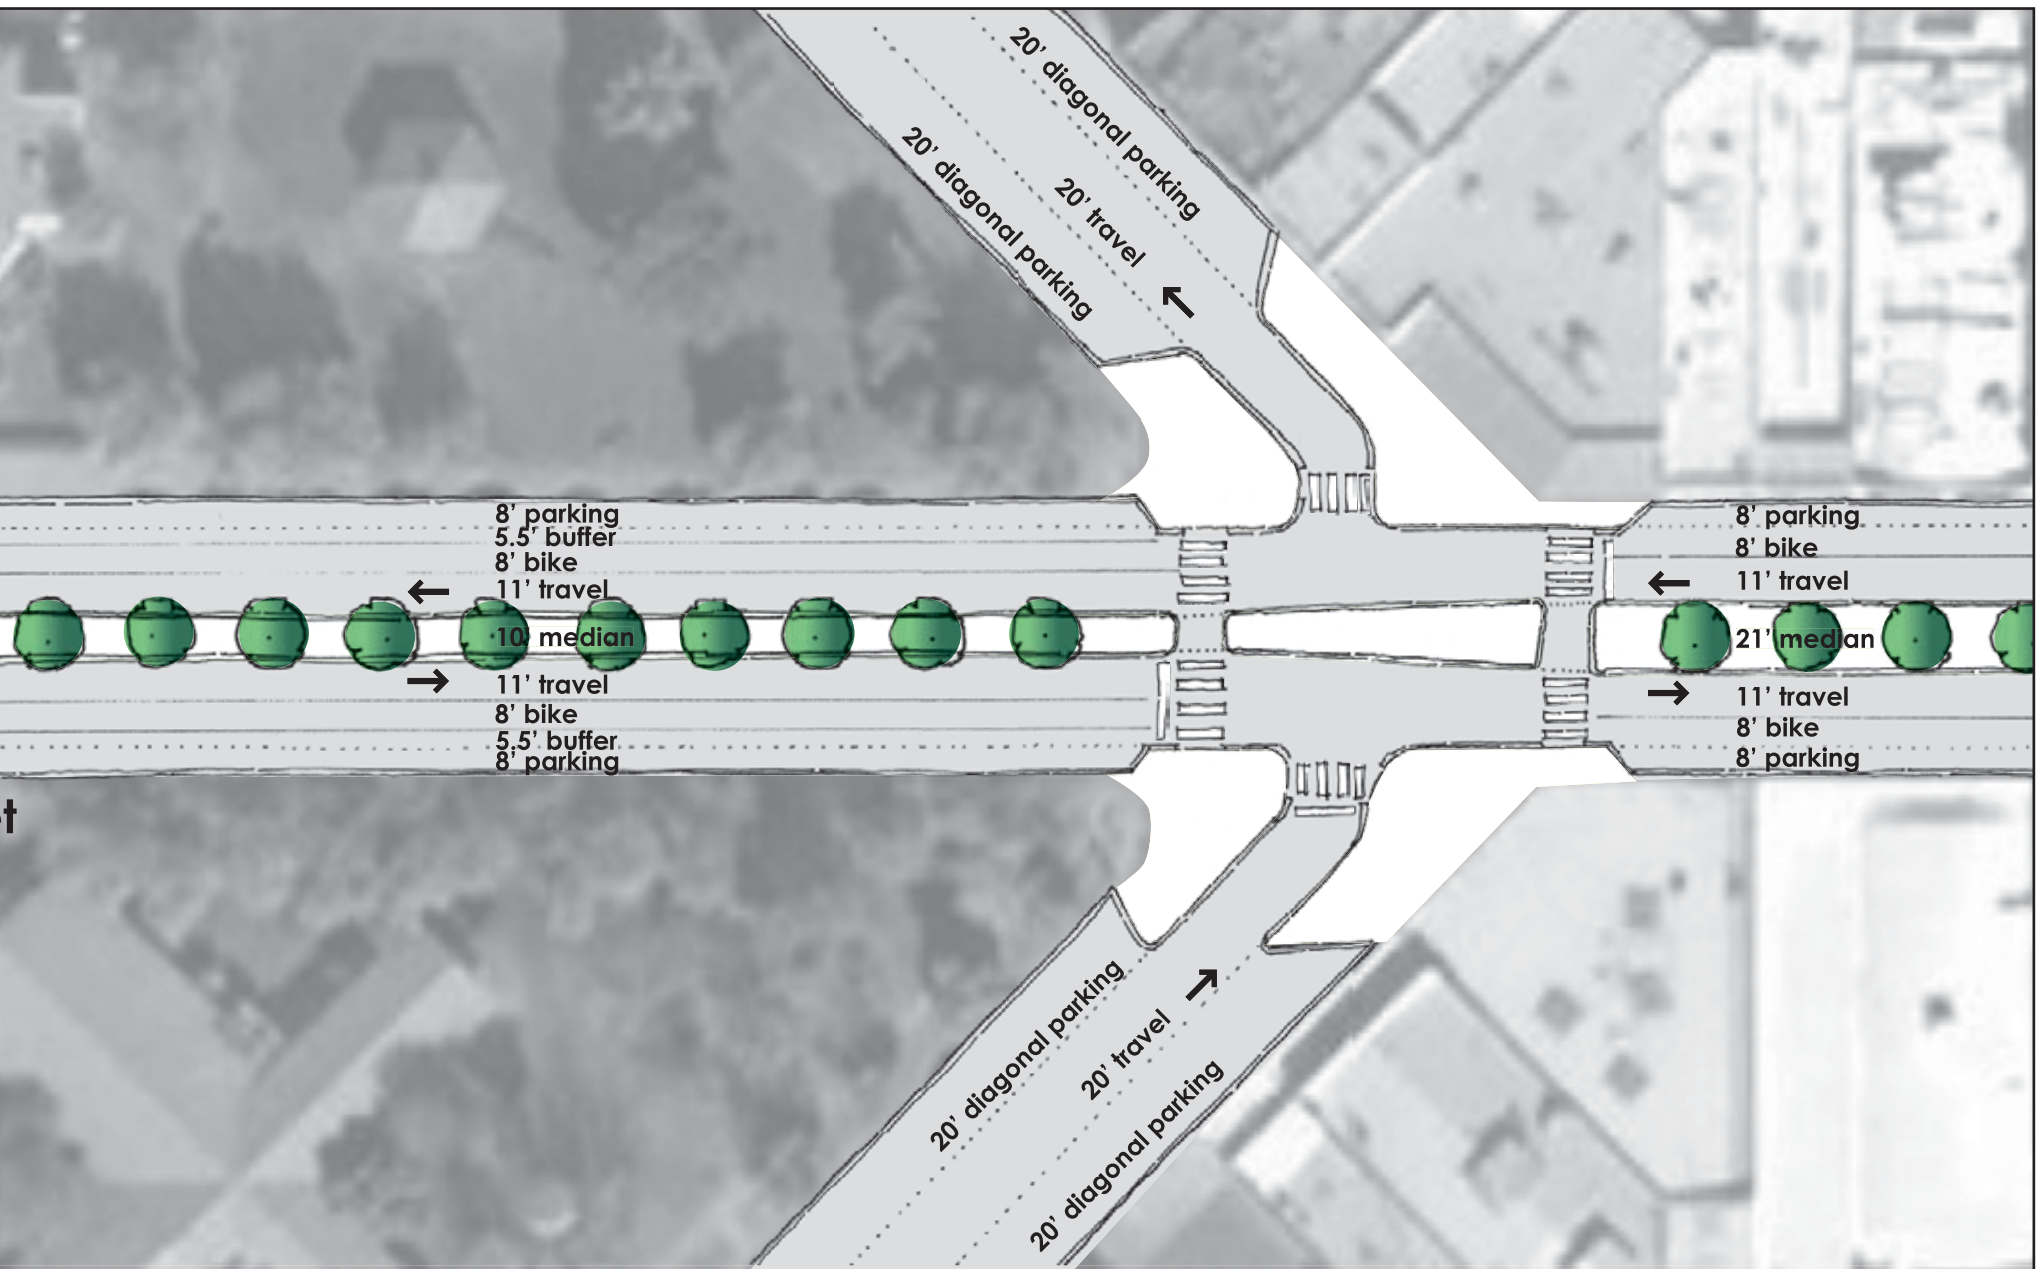 20' diagonal parking
20' travel
20' diagonal parking
8' parking
5.5' buffer
8' bike
11' travel
10' median
11' travel
8' bike
5.5' buffer
8' parking
8' parking
8' bike
11' travel
21' median
11' travel
8' bike
8' parking
20' diagonal parking
20' travel
20' diagonal parking